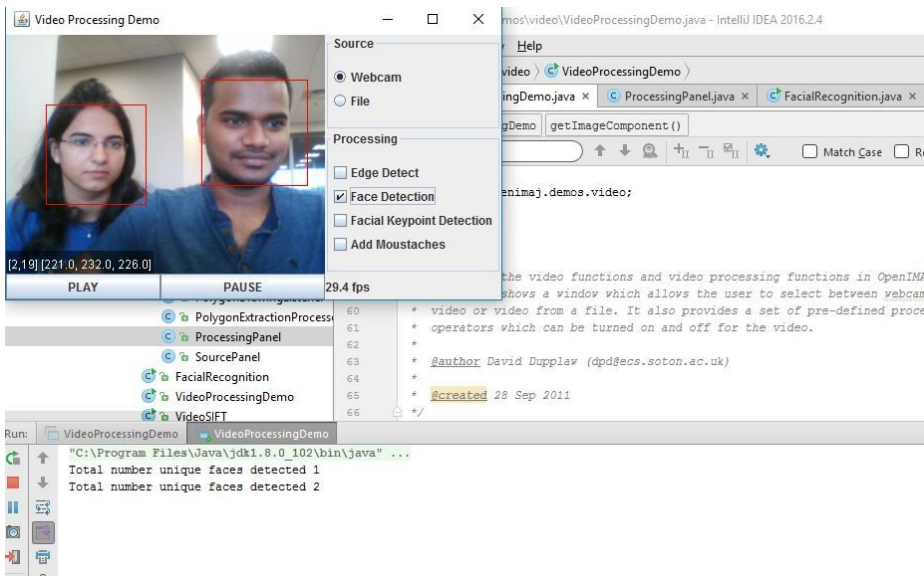 Video Processing Demo
mos\video\VideoProcessingDemo.java - IntelliJ IDEA 2016.2.4
Source
Help
Webcam
video
VideoProcessingDemo
File
ingDemo.java
ProcessingPanel.java
FacialRecognition.java
gDemo
getImageComponent()
Processing
Match Case
Edge Detect
Face Detection
enimaj.demos.video;
Facial Keypoint Detection
Add Moustaches
[2,19] [221.0, 232.0, 226.0]
PLAY
PAUSE
29.4 fps
the video functions and video processing functions in OpenIMA
shows a window which allows the user to select between webcam
PolygonExtractionProcesso
60 * video or video from a file. It also provides a set of pre-defined proce
ProcessingPanel
61 * operators which can be turned on and off for the video.
62 *
SourcePanel
63 * @author David Dupplaw (dpd@ecs.soton.ac.uk)
FacialRecognition
64 *
VideoProcessingDemo
65 * @created 28 Sep 2011
VideoSIFT
66 */
Run:
VideoProcessingDemo
VideoProcessingDemo
"C:\Program Files\Java\jdk1.8.0_102\bin\java" ...
Total number unique faces detected 1
Total number unique faces detected 2